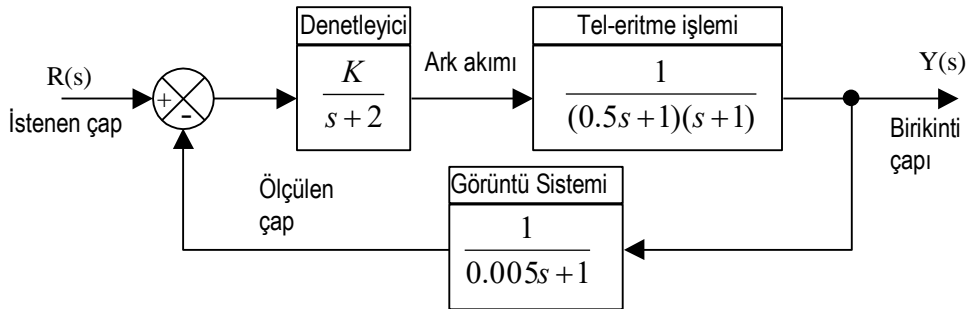 Denetleyici
Tel-eritme işlemi
R(s)
İstenen çap
+
-
K
s + 2
Ark akımı
1
(0.5s + 1)(s + 1)
Y(s)
Birikinti
çapı
Ölçülen
çap
Görüntü Sistemi
1
0.005s + 1